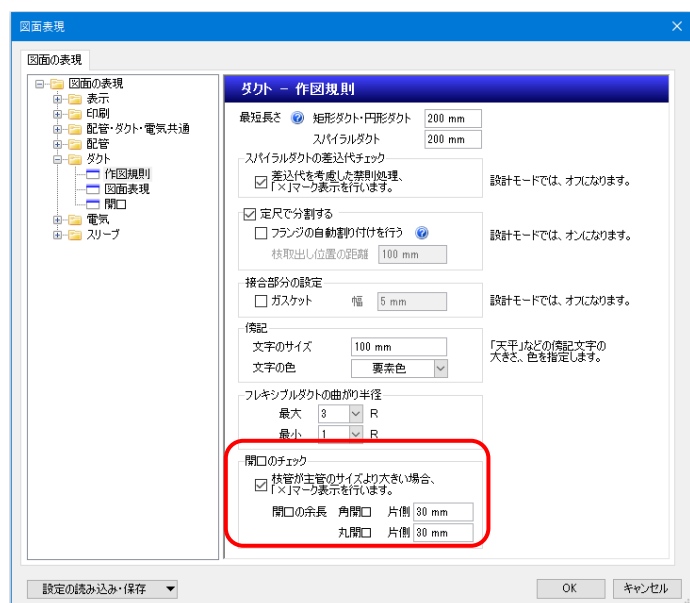 図面表現
図面の表現
図面の表現
表示
印刷
配管・ダクト・電気共通
配管
ダクト
作図規則
図面表現
開口
電気
スリーブ
ダクト - 作図規則
最短長さ 矩形ダクト・円形ダクト 200 mm
スパイラルダクト 200 mm
スパイラルダクトの差込代チェック
差込代を考慮した禁則処理、
「×」マーク表示を行います。
設計モードでは、オフになります。
定尺で分割する
フランジの自動割り付けを行う
設計モードでは、オンになります。
枝取出し位置の距離 100 mm
接合部分の設定
ガスケット 幅 5 mm
設計モードでは、オフになります。
傍記
文字のサイズ 100 mm
文字の色 要素色
「天平」などの傍記文字の
大きさ、色を指定します。
フレキシブルダクトの曲がり半径
最大 3 R
最小 1 R
開口のチェック
枝管が主管のサイズより大きい場合、
「×」マーク表示を行います。
開口の余長 角開口 片側 30 mm
丸開口 片側 30 mm
設定の読み込み・保存
OK キャンセル